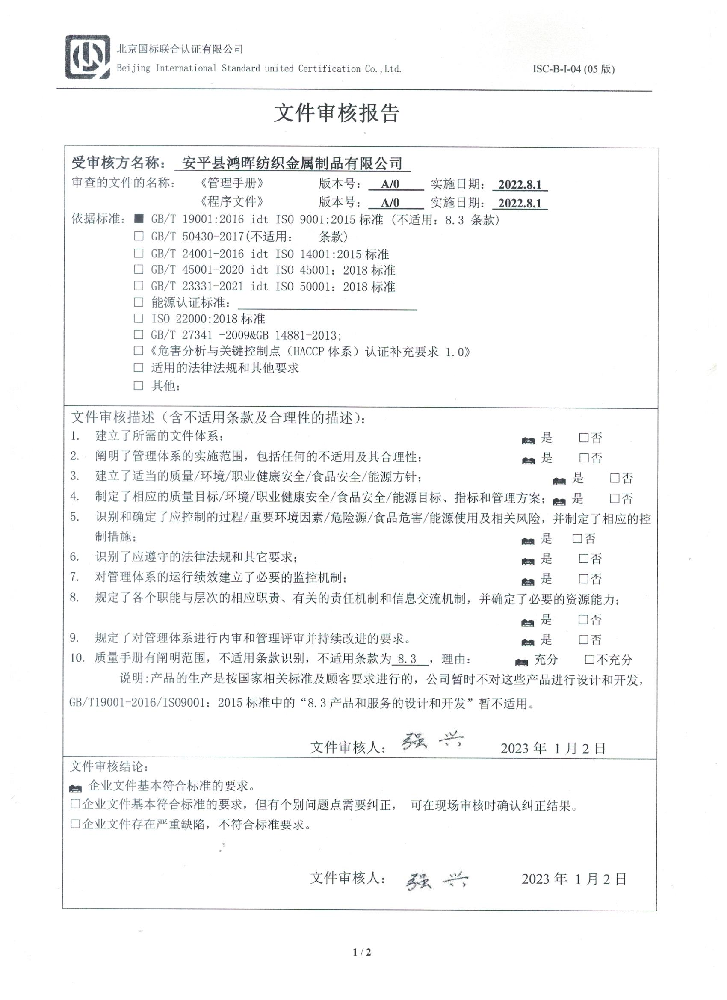 北京国标联合认证有限公司
Beijing International Standard united Certification Co.,Ltd. ISC-B-I-04 (05 版)
文件审核报告
受审核方名称： 安平县鸿晖纺织金属制品有限公司
审查的文件的名称： 《管理手册》 版本号： A/0 实施日期： 2022.8.1
《程序文件》 版本号： A/0 实施日期： 2022.8.1
依据标准：■ GB/T 19001:2016 idt ISO 9001:2015 标准（不适用：8.3 条款）
□ GB/T 50430-2017(不适用： 条款)
□ GB/T 24001-2016 idt ISO 14001:2015 标准
□ GB/T 45001-2020 idt ISO 45001：2018 标准
□ GB/T 23331-2021 idt ISO 50001：2018 标准
□ 能源认证标准：
□ ISO 22000:2018 标准
□ GB/T 27341 -2009&GB 14881-2013;
□《危害分析与关键控制点（HACCP 体系）认证补充要求 1.0》
□ 适用的法律法规和其他要求
□ 其他：
文件审核描述（含不适用条款及合理性的描述）：
1. 建立了所需的文件体系； 是 □否
2. 阐明了管理体系的实施范围，包括任何的不适用及其合理性； 是 □否
3. 建立了适当的质量/环境/职业健康安全/食品安全/能源方针； 是 □否
4. 制定了相应的质量目标/环境/职业健康安全/食品安全/能源目标、指标和管理方案； 是 □否
5. 识别和确定了应控制的过程/重要环境因素/危险源/食品危害/能源使用及相关风险，并制定了相应的控
制措施； 是 □否
6. 识别了应遵守的法律法规和其它要求； 是 □否
7. 对管理体系的运行绩效建立了必要的监控机制； 是 □否
8. 规定了各个职能与层次的相应职责、有关的责任机制和信息交流机制，并确定了必要的资源能力；
是 □否
9. 规定了对管理体系进行内审和管理评审并持续改进的要求。 是 □否
10. 质量手册有阐明范围，不适用条款识别，不适用条款为 8.3 ，理由： 充分 □不充分
说明:产品的生产是按国家相关标准及顾客要求进行的，公司暂时不对这些产品进行设计和开发，
GB/T19001-2016/ISO9001：2015 标准中的“8.3 产品和服务的设计和开发”暂不适用。
文件审核人： 强 兴 2023 年 1 月 2 日
文件审核结论：
企业文件基本符合标准的要求。
□企业文件基本符合标准的要求，但有个别问题点需要纠正， 可在现场审核时确认纠正结果。
□企业文件存在严重缺陷，不符合标准要求。
文件审核人： 强 兴 2023 年 1 月 2 日
1 / 2